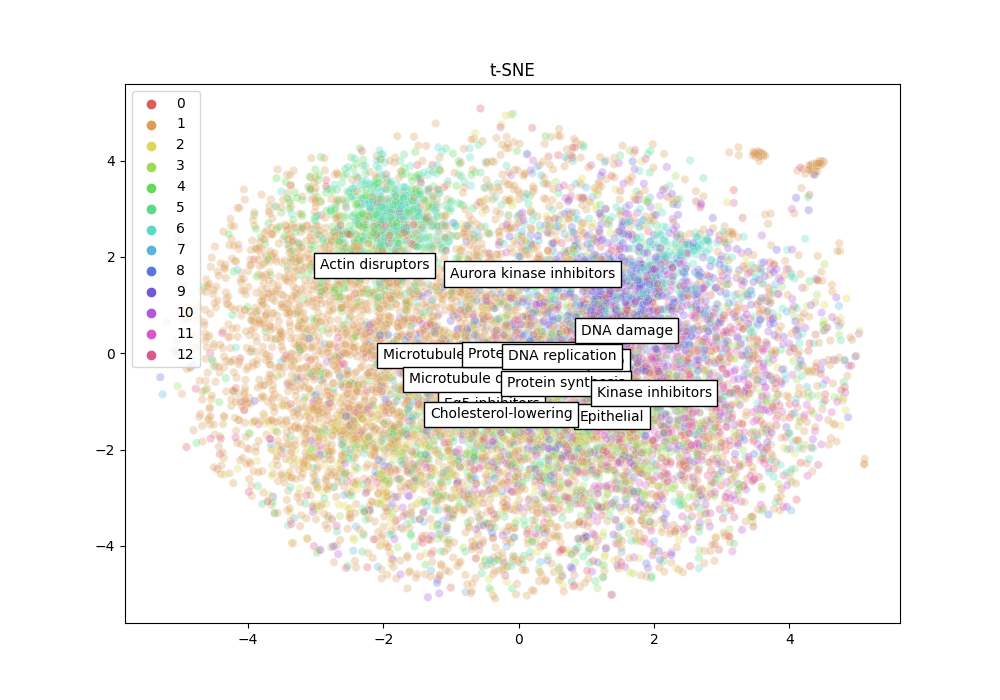 t-SNE
0
1
2
3
4
5
6
7
8
9
10
11
12
4
2
0
−2
−4
−4
−2
0
2
4
Actin disruptors
Aurora kinase inhibitors
DNA damage
Microtubule
DNA replication
Microtubule
Protein synthesis
Kinase inhibitors
Eg5 inhibitors
Cholesterol-lowering
Epithelial